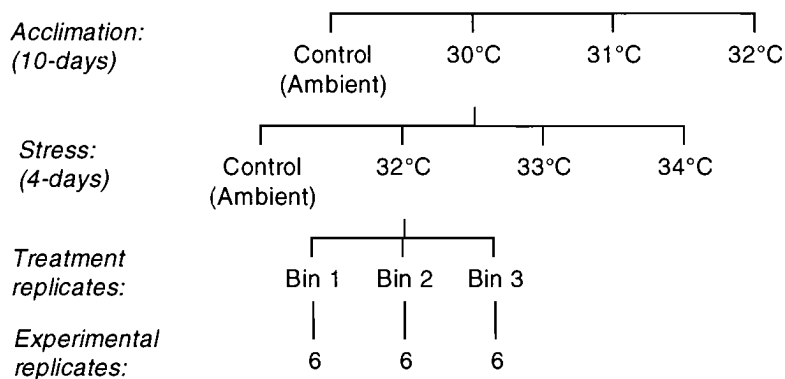 Acclimation:
(10-days)
Control
(Ambient)
30°C
31°C
32°C
Stress:
(4-days)
Control
(Ambient)
32°C
33°C
34°C
Treatment
replicates:
Bin 1
Bin 2
Bin 3
Experimental
replicates:
6
6
6